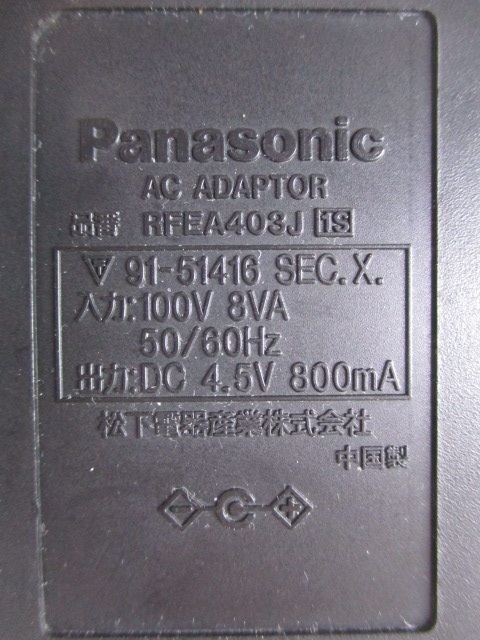 Panasonic
AC ADAPTOR
品番 RFEA403J 1S
▽ 91-51416 SEC.X.
入力:100V 8VA
50/60Hz
出力:DC 4.5V 800mA
松下電器産業株式会社
中国製